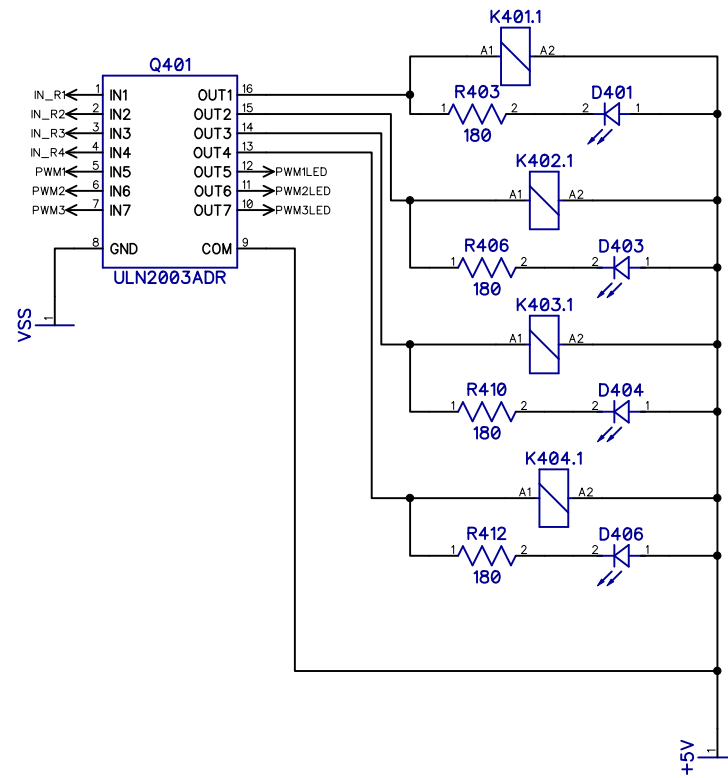 K401.1
A1 A2
Q401
R403 D401
1 2 2 1
180
IN_R1 1 IN1 OUT1 16
IN_R2 2 IN2 OUT2 15
IN_R3 3 IN3 OUT3 14
IN_R4 4 IN4 OUT4 13
PWM1 5 IN5 OUT5 12 PWM1LED
PWM2 6 IN6 OUT6 11 PWM2LED
PWM3 7 IN7 OUT7 10 PWM3LED
8 GND COM 9
ULN2003ADR
VSS 1
K402.1
A1 A2
R406 D403
1 2 2 1
180
K403.1
A1 A2
R410 D404
1 2 2 1
180
K404.1
A1 A2
R412 D406
1 2 2 1
180
+5V 1